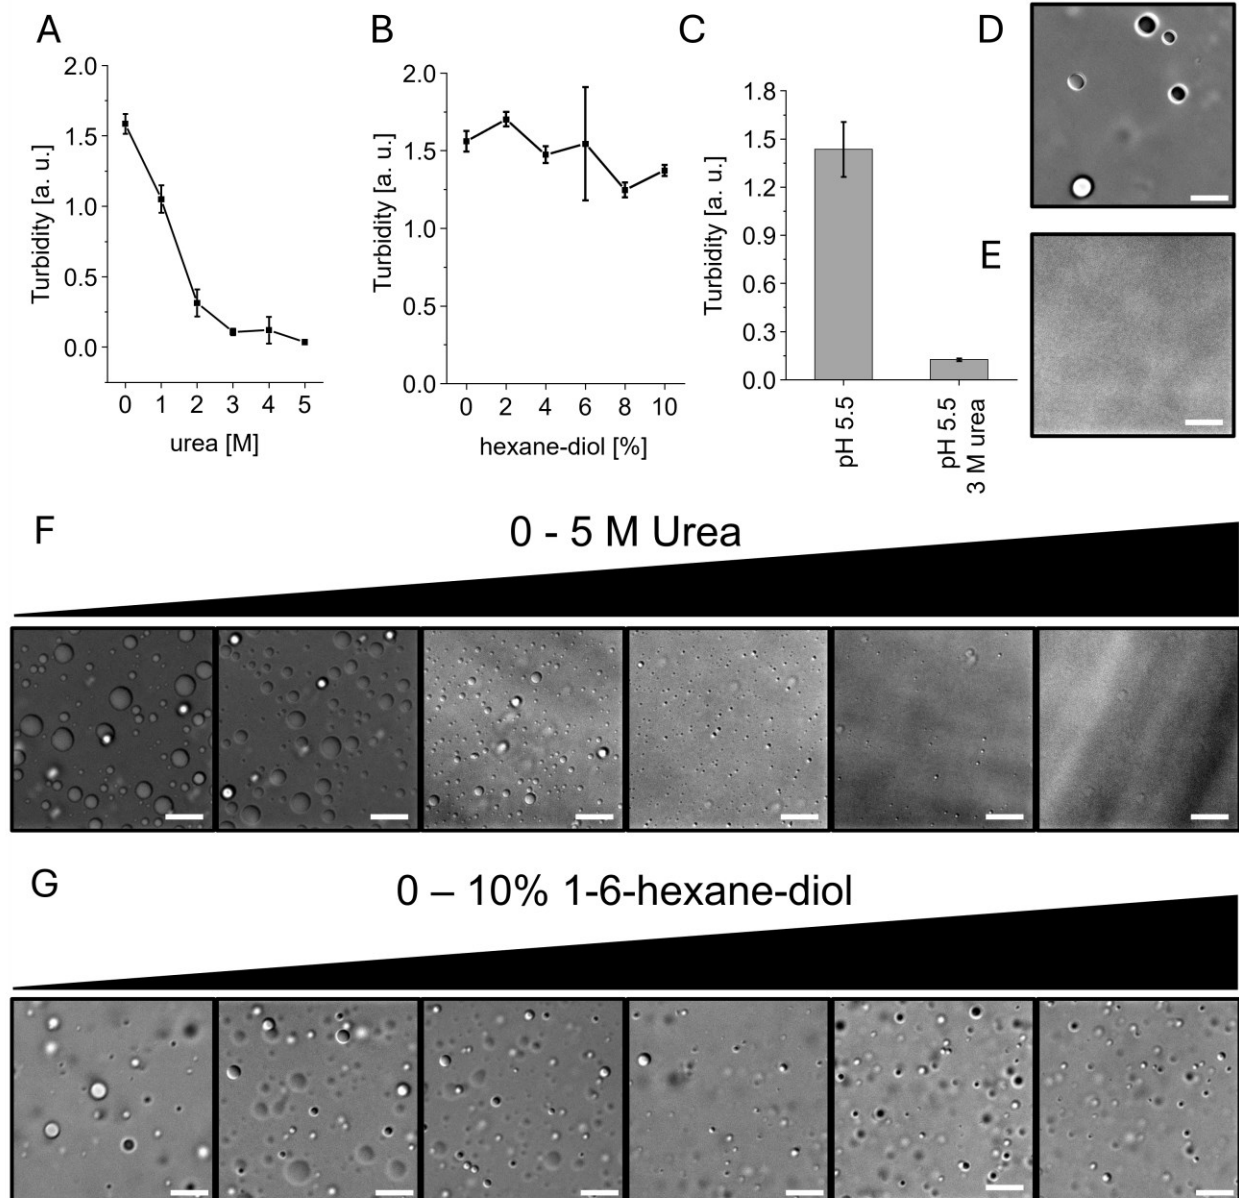 A
B
C
D
2.0
1.5
1.0
0.5
0.0
Turbidity [a. u.]
0 1 2 3 4 5
urea [M]
2.0
1.5
1.0
0.5
0.0
Turbidity [a. u.]
0 2 4 6 8 10
hexane-diol [%]
1.8
1.5
1.2
0.9
0.6
0.3
0.0
Turbidity [a. u.]
pH 5.5
pH 5.5
3 M urea
E
F
0 - 5 M Urea
G
0 – 10% 1-6-hexane-diol